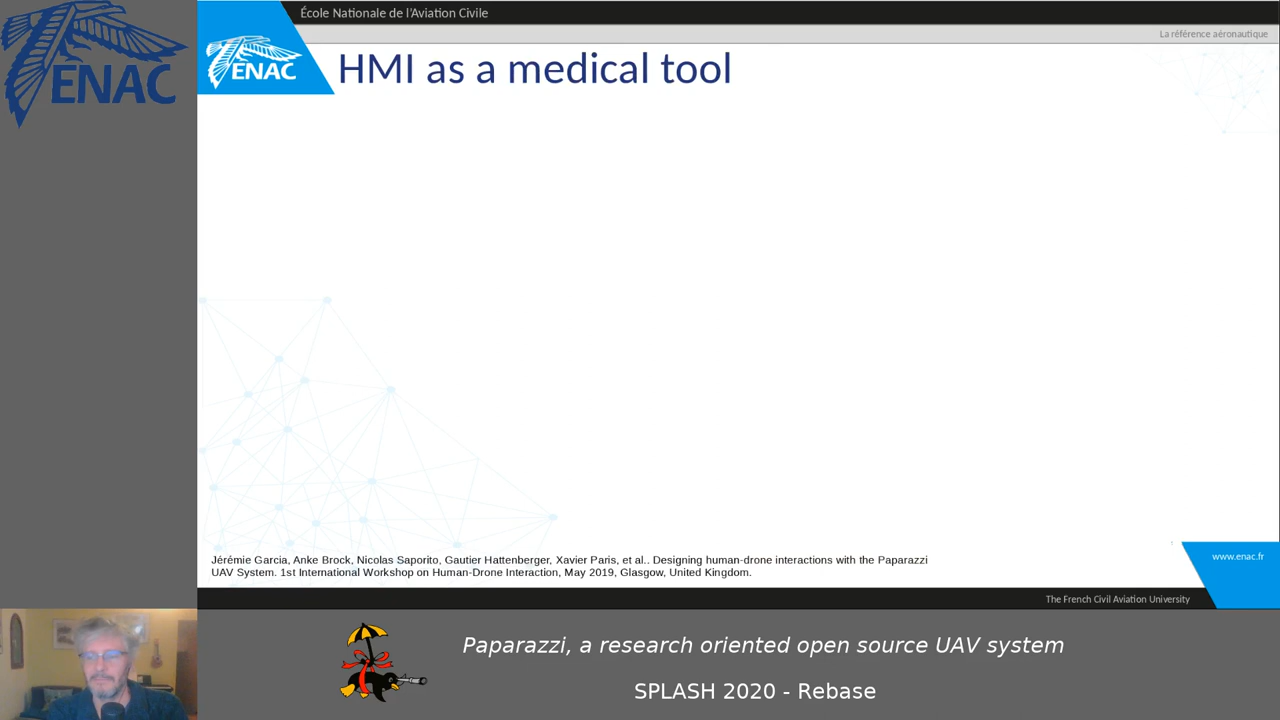 ENAC
École Nationale de l'Aviation Civile
La référence aéronautique
ENAC
HMI as a medical tool
Jérémie Garcia, Anke Brock, Nicolas Saporito, Gautier Hattenberger, Xavier Paris, et al.. Designing human-drone interactions with the Paparazzi
UAV System. 1st International Workshop on Human-Drone Interaction, May 2019, Glasgow, United Kingdom.
www.enac.fr
The French Civil Aviation University
Paparazzi, a research oriented open source UAV system
SPLASH 2020 - Rebase